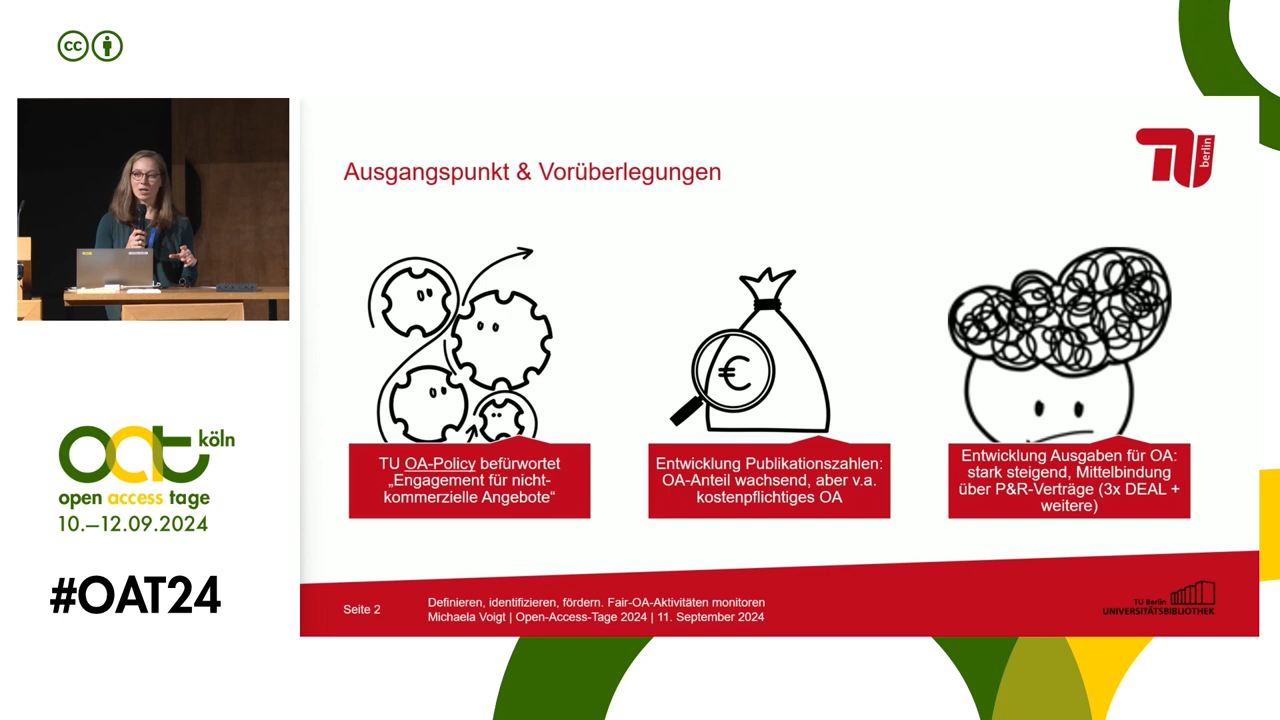 cc
Ausgangspunkt & Vorüberlegungen
TU berlin
€
TU OA-Policy befürwortet
„Engagement für nicht-
kommerzielle Angebote“
Entwicklung Publikationszahlen:
OA-Anteil wachsend, aber v.a.
kostenpflichtiges OA
Entwicklung Ausgaben für OA:
stark steigend, Mittelbindung
über P&R-Verträge (3x DEAL +
weitere)
oat köln
open access tage
10.–12.09.2024
#OAT24
Seite 2
Definieren, identifizieren, fördern. Fair-OA-Aktivitäten monitoren
Michaela Voigt | Open-Access-Tage 2024 | 11. September 2024
TU Berlin
UNIVERSITÄTSBIBLIOTHEK